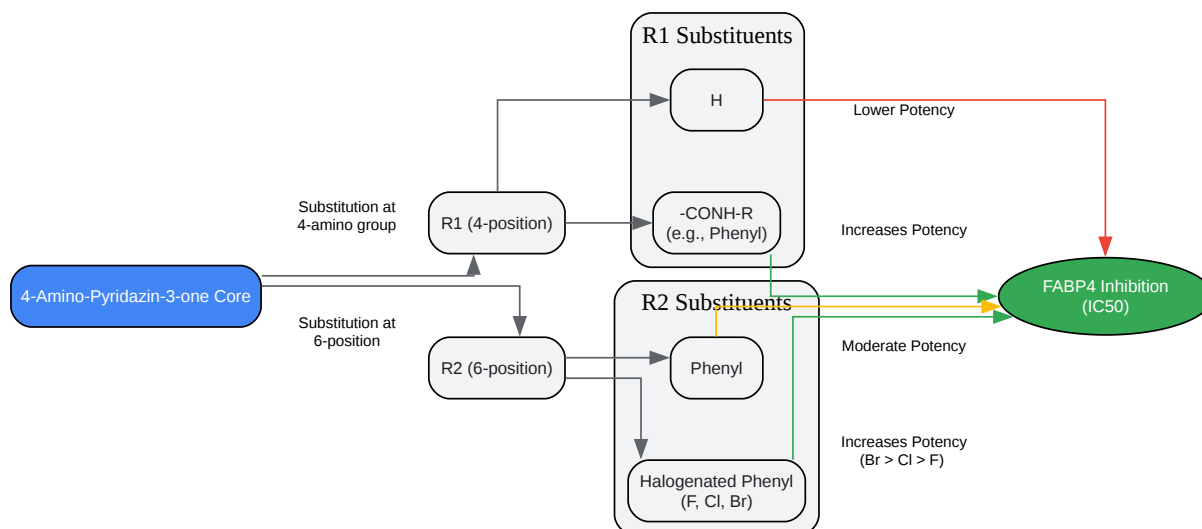 R1 Substituents
H
Lower Potency
Substitution at
4-amino group
R1 (4-position)
-CONH-R
(e.g., Phenyl)
Increases Potency
4-Amino-Pyridazin-3-one Core
FABP4 Inhibition
(IC50)
R2 Substituents
Substitution at
6-position
R2 (6-position)
Phenyl
Moderate Potency
Halogenated Phenyl
(F, Cl, Br)
Increases Potency
(Br > Cl > F)